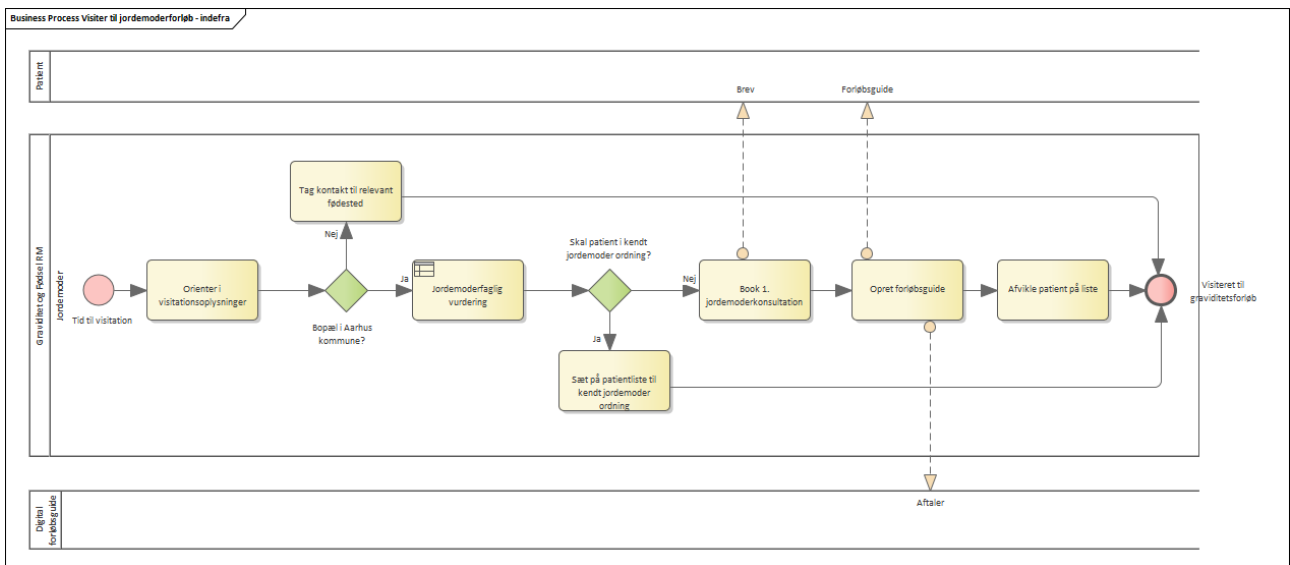 Business Process Visiter til jordemoderforløb - indefra
Patient
Brev
Forløbsguide
Graviditet og Fødsel RM
Jordemoder
Tid til visitation
Orienter i
visitationsoplysninger
Tag kontakt til relevant
fødested
Nej
Bopæl i Aarhus
kommune?
Ja
Jordemoderfaglig
vurdering
Skal patient i kendt
jordemoder ordning?
Nej
Ja
Sæt på patientliste til
kendt jordemoder
ordning
Book 1.
jordemoderkonsultation
Opret forløbsguide
Afvikle patient på liste
Visiteret til
graviditetsforløb
Aftaler
Digital
forløbsguide